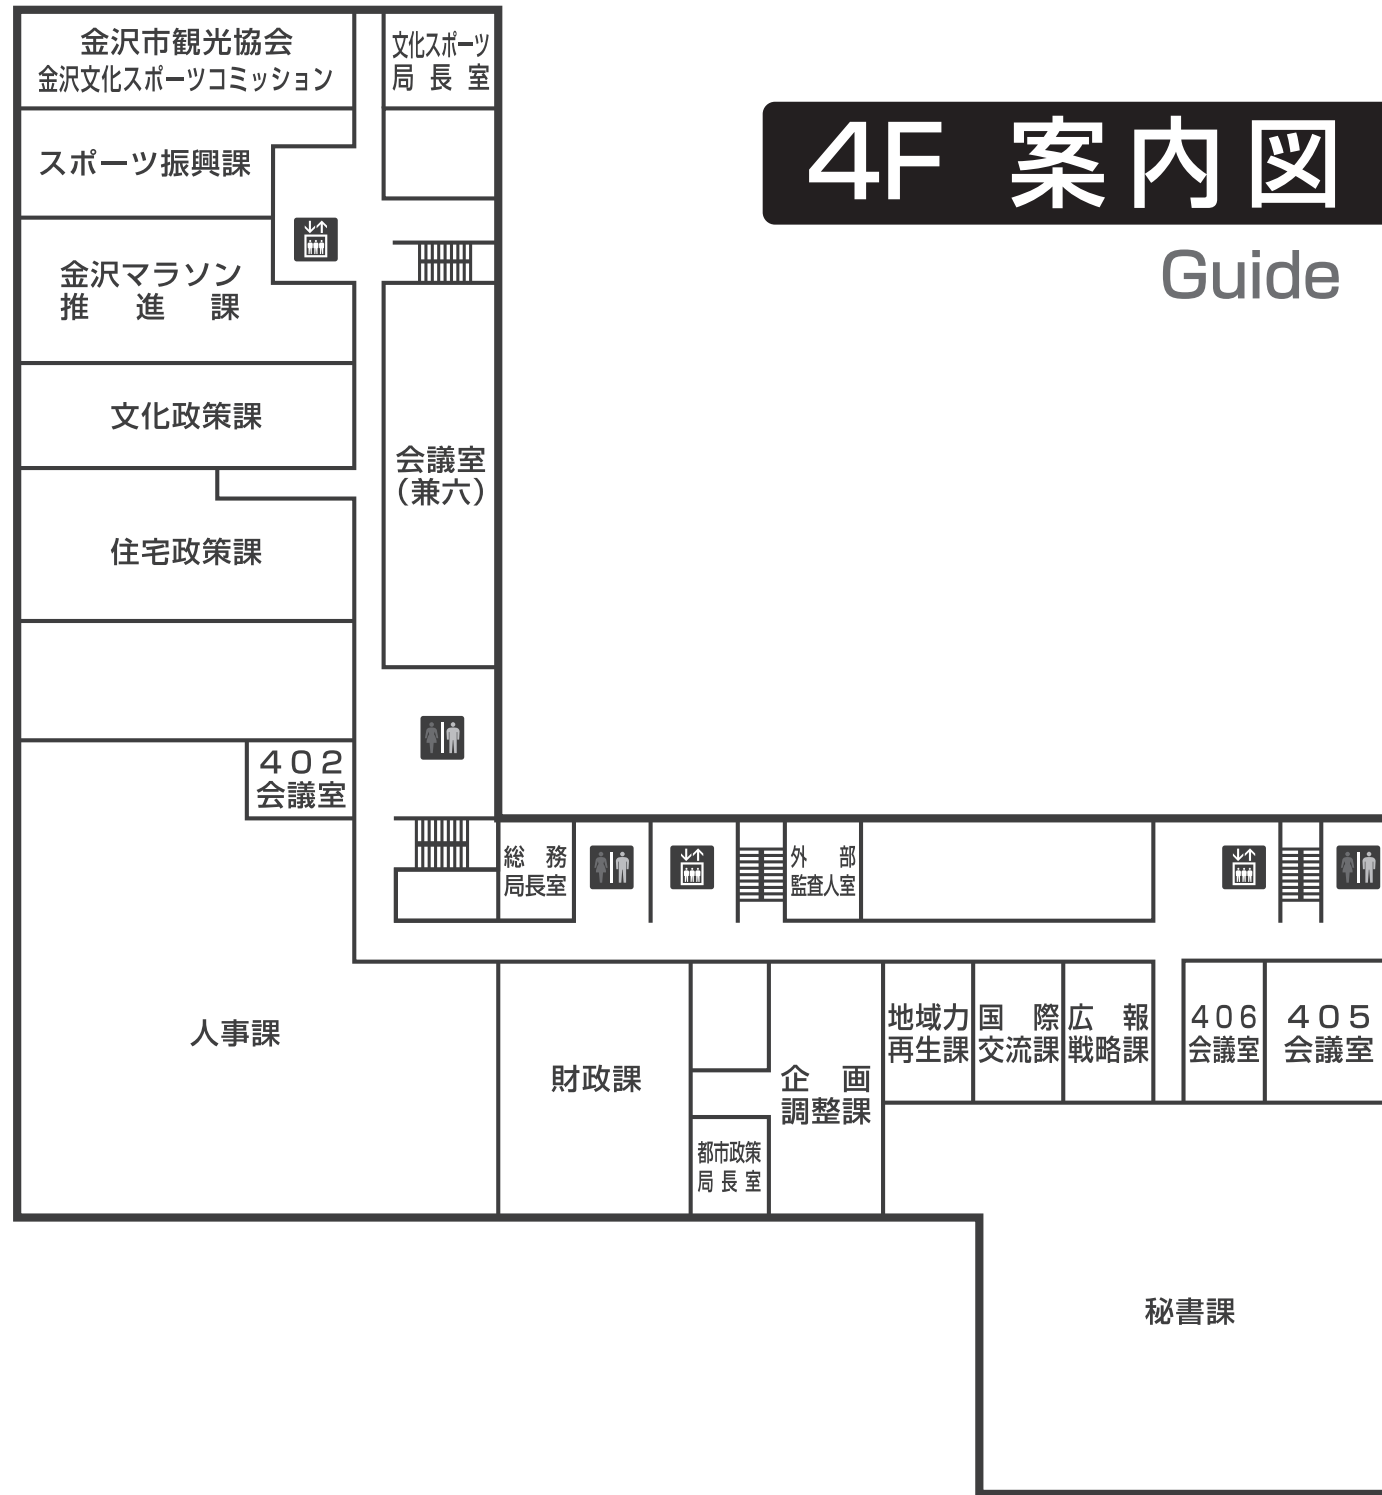 4F 案内図
Guide
金沢市観光協会
金沢文化スポーツコミッション
文化スポーツ
局長室
スポーツ振興課
金沢マラソン
推進課
文化政策課
会議室
（兼六）
住宅政策課
402
会議室
総務
局長室
外部
監査人室
人事課
財政課
都市政策
局長室
企画
調整課
地域力
再生課
国際
交流課
広報
戦略課
406
会議室
405
会議室
秘書課